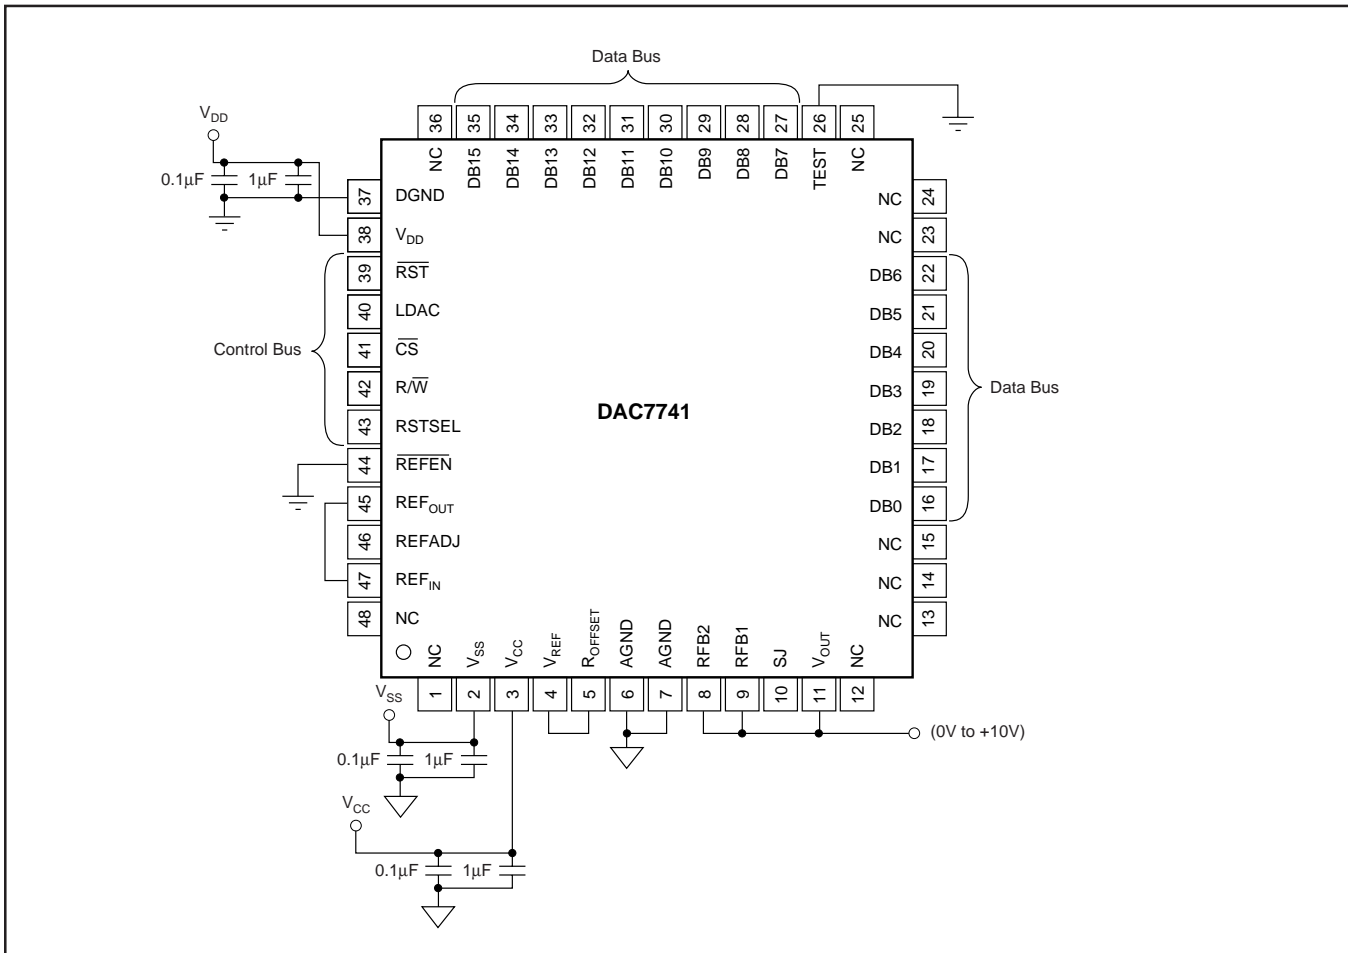 Data Bus
36 35 34 33 32 31 30 29 28 27 26 25
NC DB15 DB14 DB13 DB12 DB11 DB10 DB9 DB8 DB7 TEST NC
V_DD
0.1µF 1µF
37 DGND
38 V_DD
39 R̅S̅T̅
40 LDAC
41 C̅S̅
42 R/W̅
43 RSTSEL
44 R̅E̅F̅E̅N̅
45 REF_OUT
46 REFADJ
47 REF_IN
48 NC
Control Bus
DAC7741
NC 24
NC 23
DB6 22
DB5 21
DB4 20
DB3 19
DB2 18
DB1 17
DB0 16
NC 15
NC 14
NC 13
Data Bus
NC V_SS V_CC V_REF R_OFFSET AGND AGND RFB2 RFB1 SJ V_OUT NC
1 2 3 4 5 6 7 8 9 10 11 12
V_SS
0.1µF 1µF
(0V to +10V)
V_CC
0.1µF 1µF